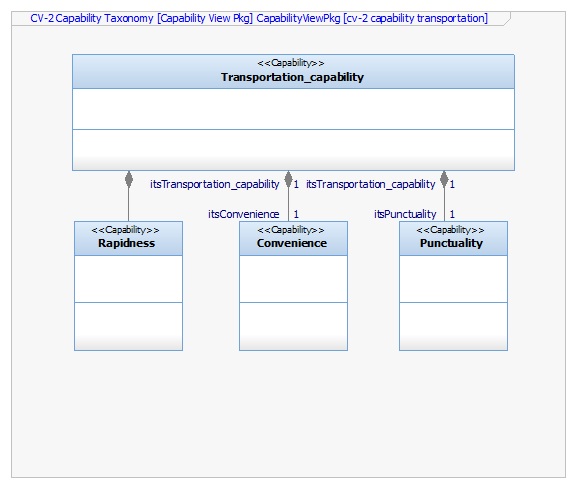 CV-2 Capability Taxonomy [Capability View Pkg] CapabilityViewPkg [cv-2 capability transportation]
<<Capability>>
Transportation_capability
itsTransportation_capability 1 itsTransportation_capability 1
itsConvenience 1 itsPunctuality 1
<<Capability>> <<Capability>> <<Capability>>
Rapidness Convenience Punctuality